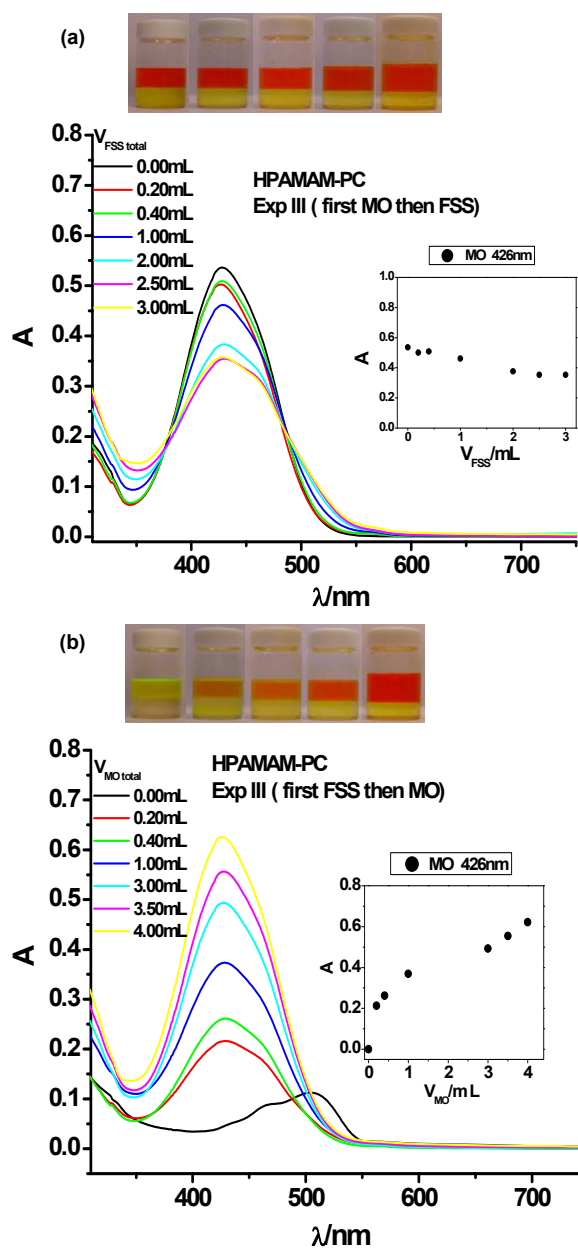 (a)
0.8
0.7
0.6
0.5
0.4
0.3
0.2
0.1
0.0
A
V FSS total
0.00mL
0.20mL
0.40mL
1.00mL
2.00mL
2.50mL
3.00mL
HPAMAM-PC
Exp III ( first MO then FSS)
MO 426nm
1.0
0.8
0.6
0.4
0.2
0.0
A
0 1 2 3
V FSS/mL
400 500 600 700
λ/nm
(b)
0.8
0.7
0.6
0.5
0.4
0.3
0.2
0.1
0.0
A
V MO total
0.00mL
0.20mL
0.40mL
1.00mL
3.00mL
3.50mL
4.00mL
HPAMAM-PC
Exp III ( first FSS then MO)
MO 426nm
0.8
0.6
0.4
0.2
0.0
A
0 1 2 3 4
V MO/mL
400 500 600 700
λ/nm